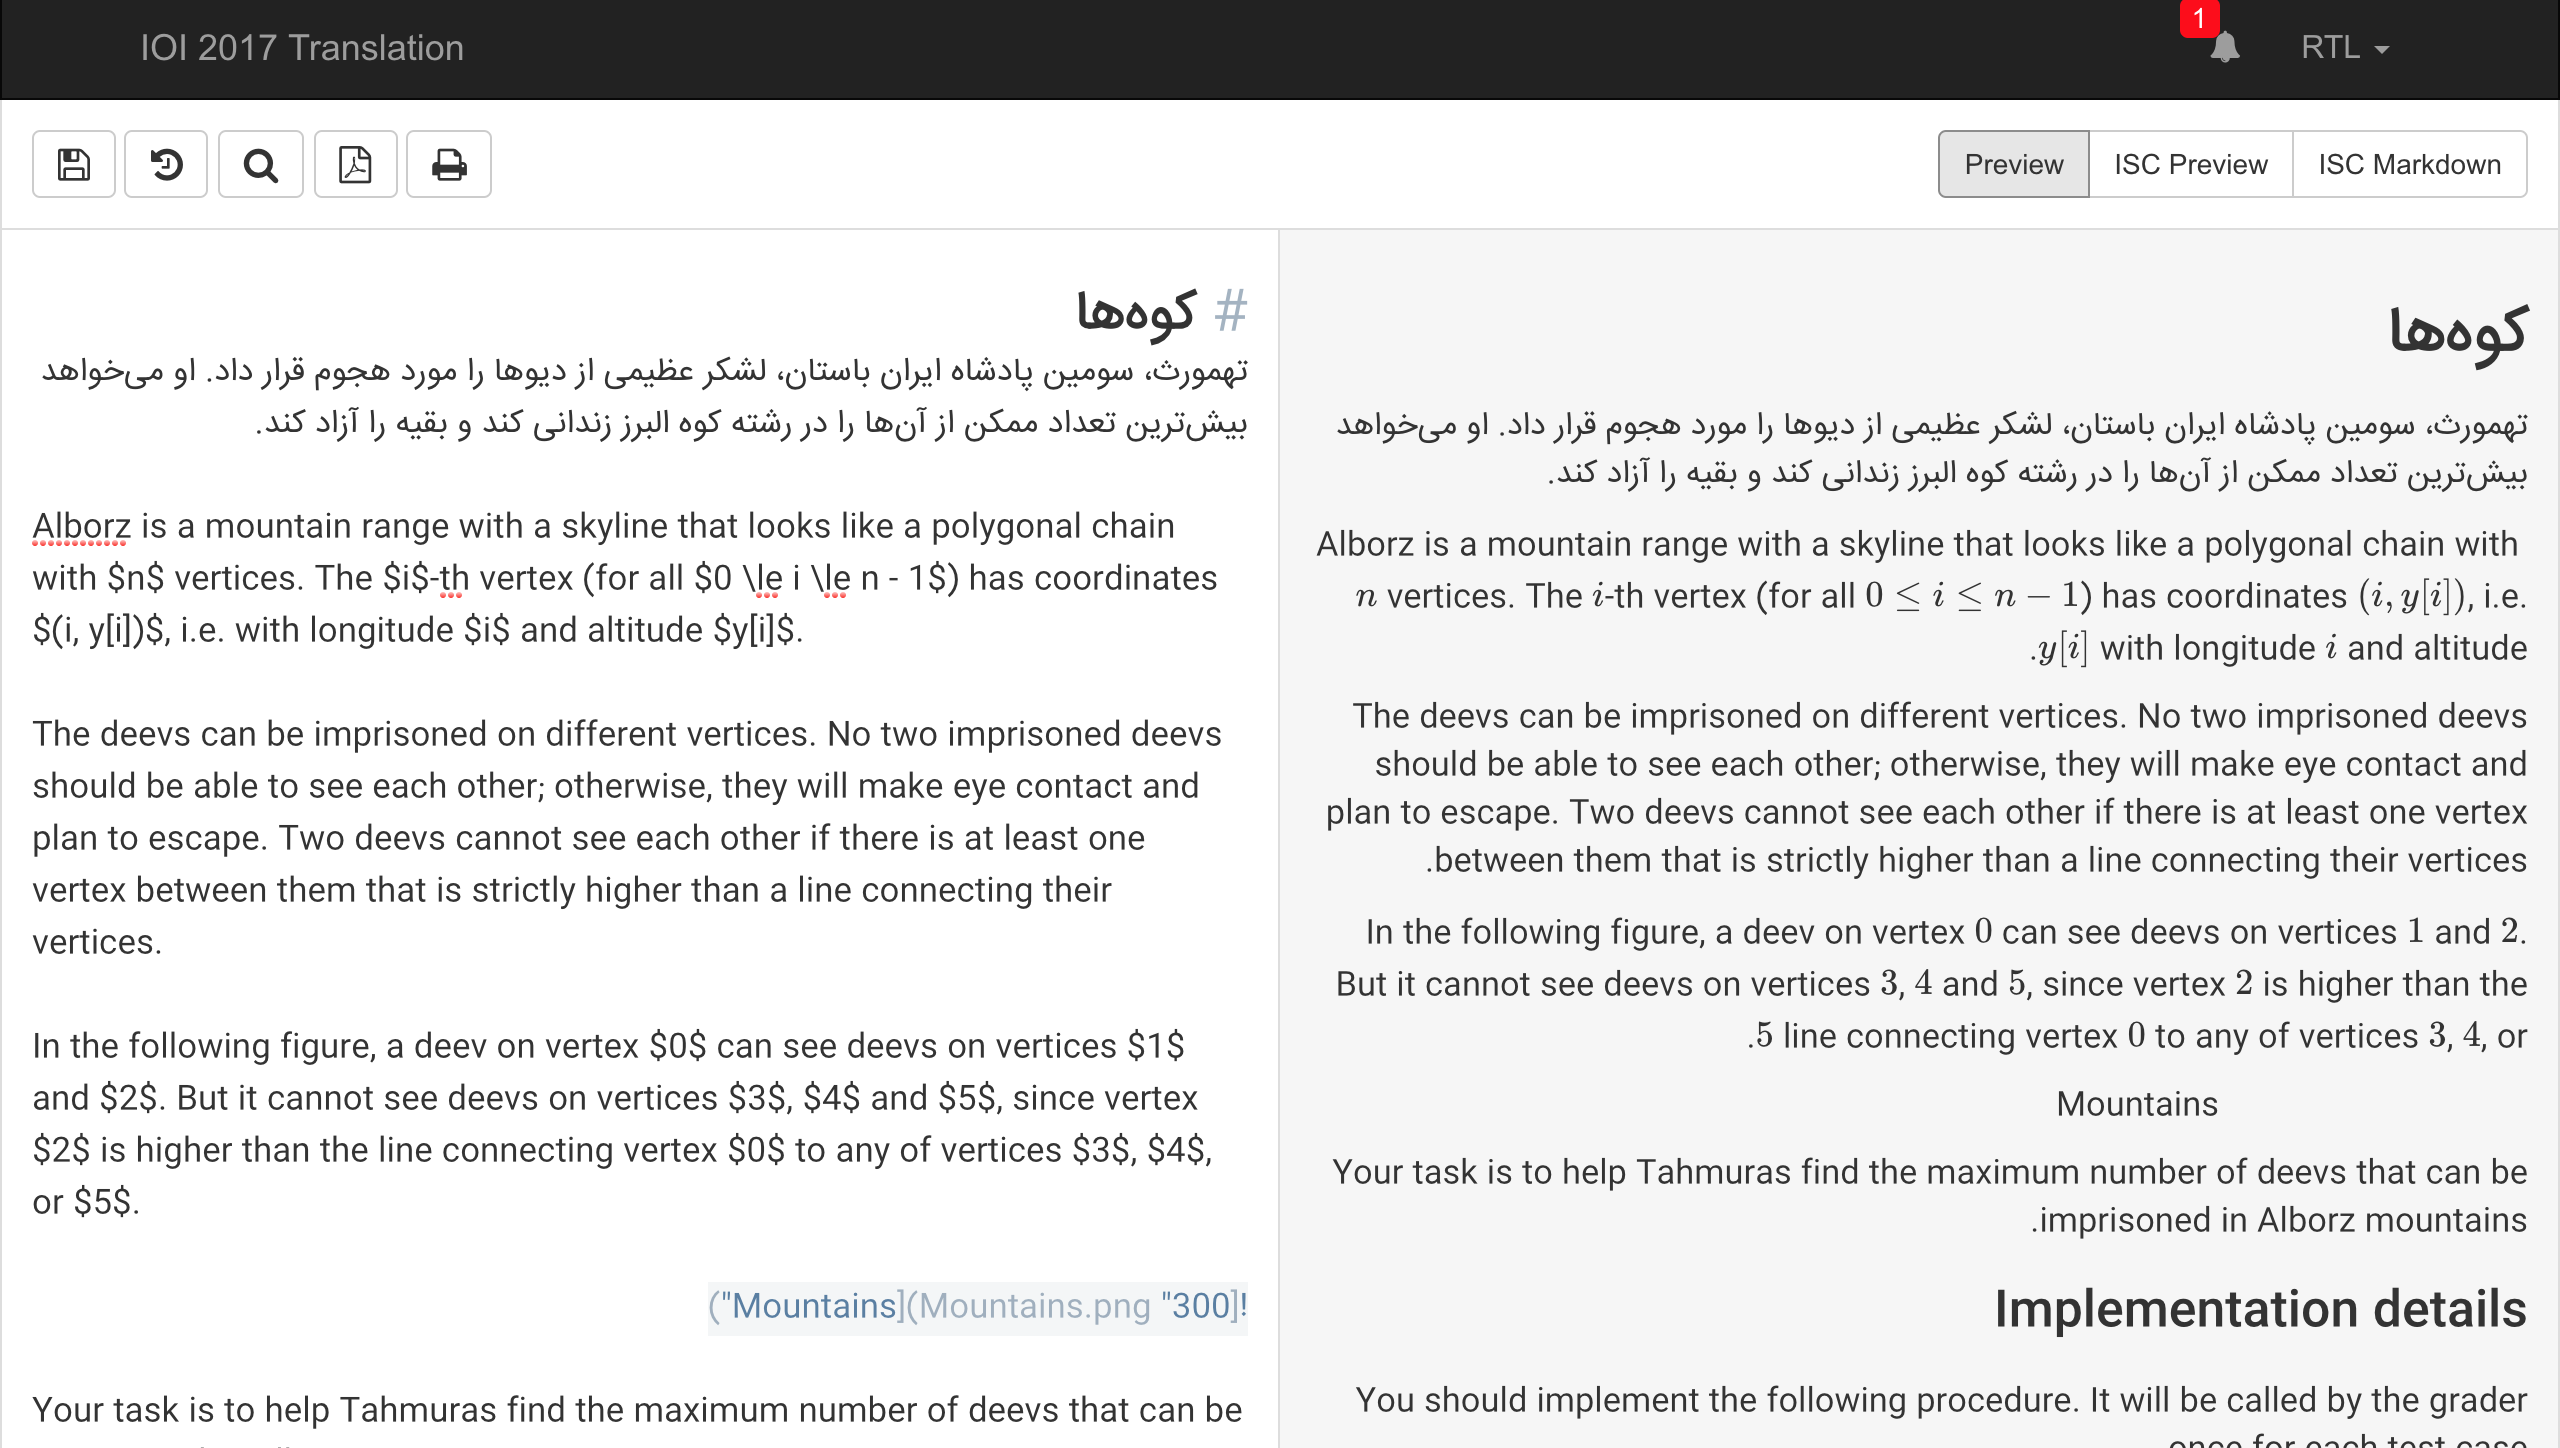 IOI 2017 Translation
1
RTL
Preview
ISC Preview
ISC Markdown
# کوه‌ها
تهمورث، سومین پادشاه ایران باستان، لشکر عظیمی از دیوها را مورد هجوم قرار داد. او می‌خواهد
بیش‌ترین تعداد ممکن از آن‌ها را در رشته کوه البرز زندانی کند و بقیه را آزاد کند.
Alborz is a mountain range with a skyline that looks like a polygonal chain
with $n$ vertices. The $i$-th vertex (for all $0 \le i \le n - 1$) has coordinates
$(i, y[i])$, i.e. with longitude $i$ and altitude $y[i]$.
The deevs can be imprisoned on different vertices. No two imprisoned deevs
should be able to see each other; otherwise, they will make eye contact and
plan to escape. Two deevs cannot see each other if there is at least one
vertex between them that is strictly higher than a line connecting their
vertices.
In the following figure, a deev on vertex $0$ can see deevs on vertices $1$
and $2$. But it cannot see deevs on vertices $3$, $4$ and $5$, since vertex
$2$ is higher than the line connecting vertex $0$ to any of vertices $3$, $4$,
or $5$.
![Mountains](Mountains.png "300")
Your task is to help Tahmuras find the maximum number of deevs that can be
کوه‌ها
تهمورث، سومین پادشاه ایران باستان، لشکر عظیمی از دیوها را مورد هجوم قرار داد. او می‌خواهد
بیش‌ترین تعداد ممکن از آن‌ها را در رشته کوه البرز زندانی کند و بقیه را آزاد کند.
Alborz is a mountain range with a skyline that looks like a polygonal chain with
n vertices. The i-th vertex (for all 0 ≤ i ≤ n − 1) has coordinates (i, y[i]), i.e.
.y[i] with longitude i and altitude
The deevs can be imprisoned on different vertices. No two imprisoned deevs
should be able to see each other; otherwise, they will make eye contact and
plan to escape. Two deevs cannot see each other if there is at least one vertex
.between them that is strictly higher than a line connecting their vertices
In the following figure, a deev on vertex 0 can see deevs on vertices 1 and 2.
But it cannot see deevs on vertices 3, 4 and 5, since vertex 2 is higher than the
.5 line connecting vertex 0 to any of vertices 3, 4, or
Mountains
Your task is to help Tahmuras find the maximum number of deevs that can be
.imprisoned in Alborz mountains
Implementation details
You should implement the following procedure. It will be called by the grader
once for each test case